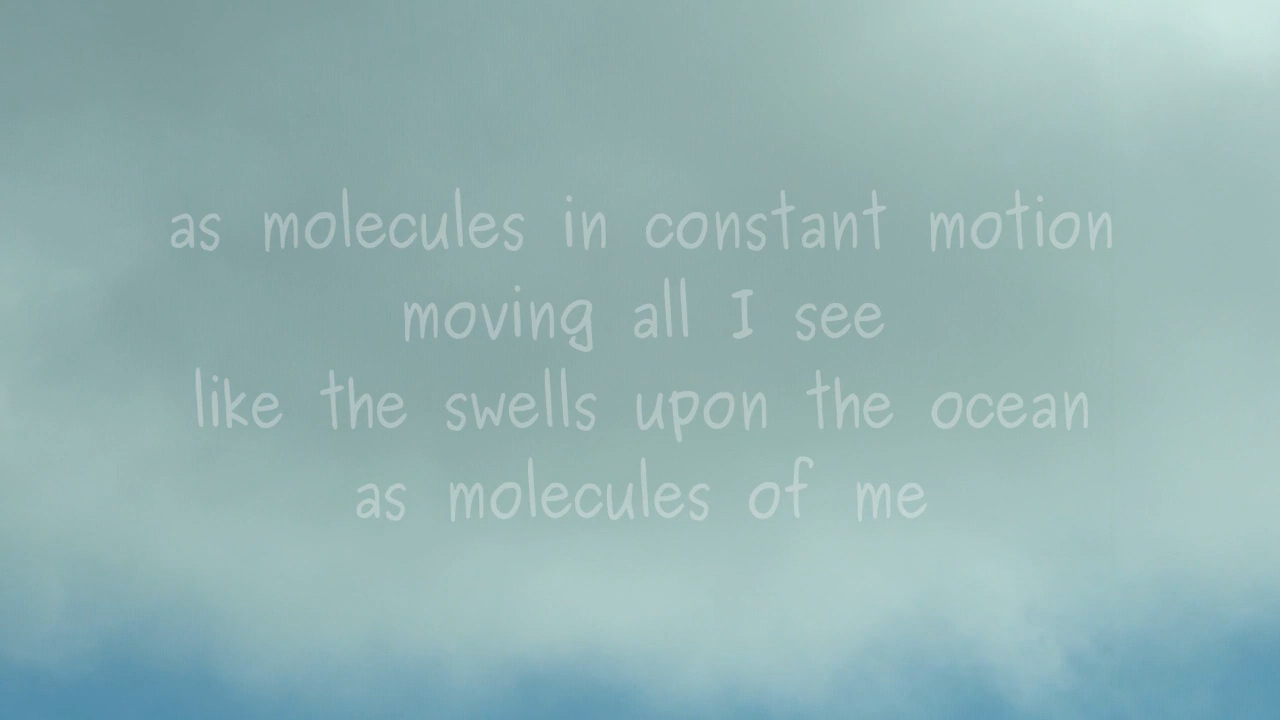 as molecules in constant motion
moving all I see
like the swells upon the ocean
as molecules of me